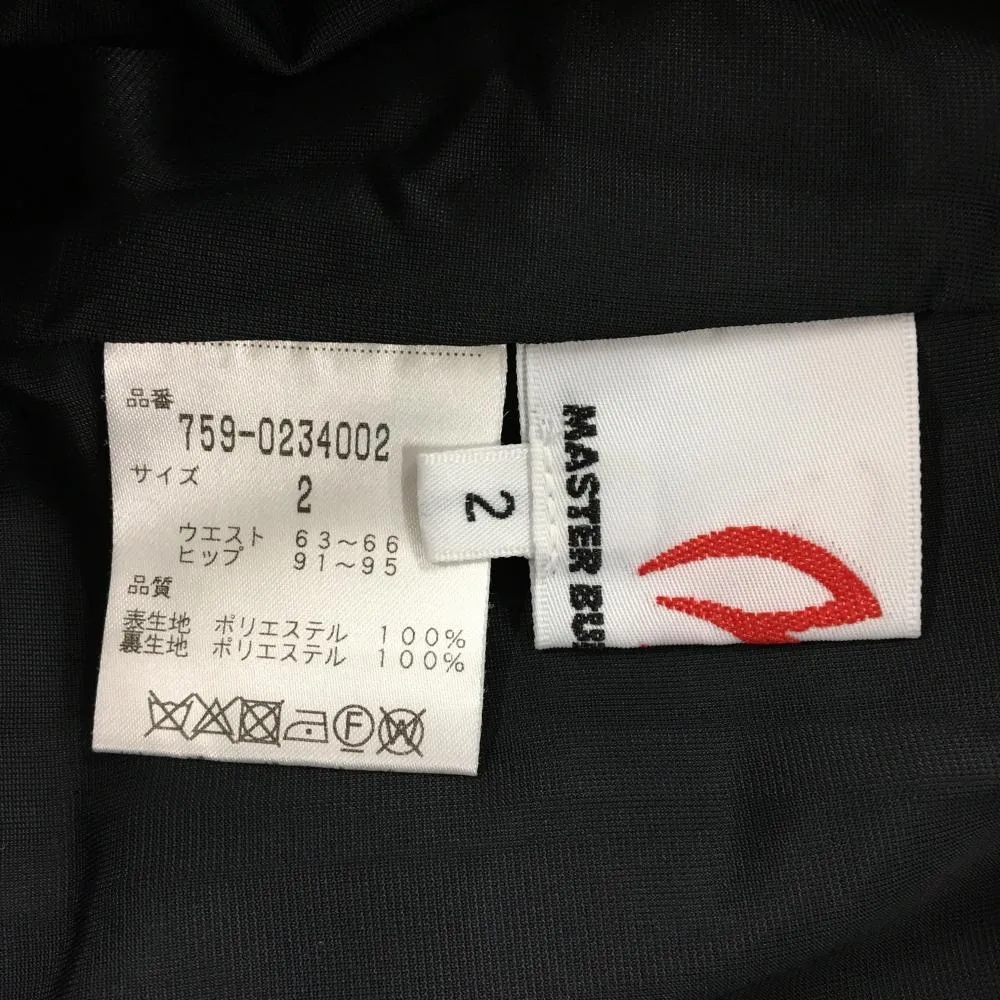 品番
759-0234002
サイズ
2
ウエスト 63～66
ヒップ 91～95
品質
表生地 ポリエステル 100%
裏生地 ポリエステル 100%
F W
2
MASTER BU